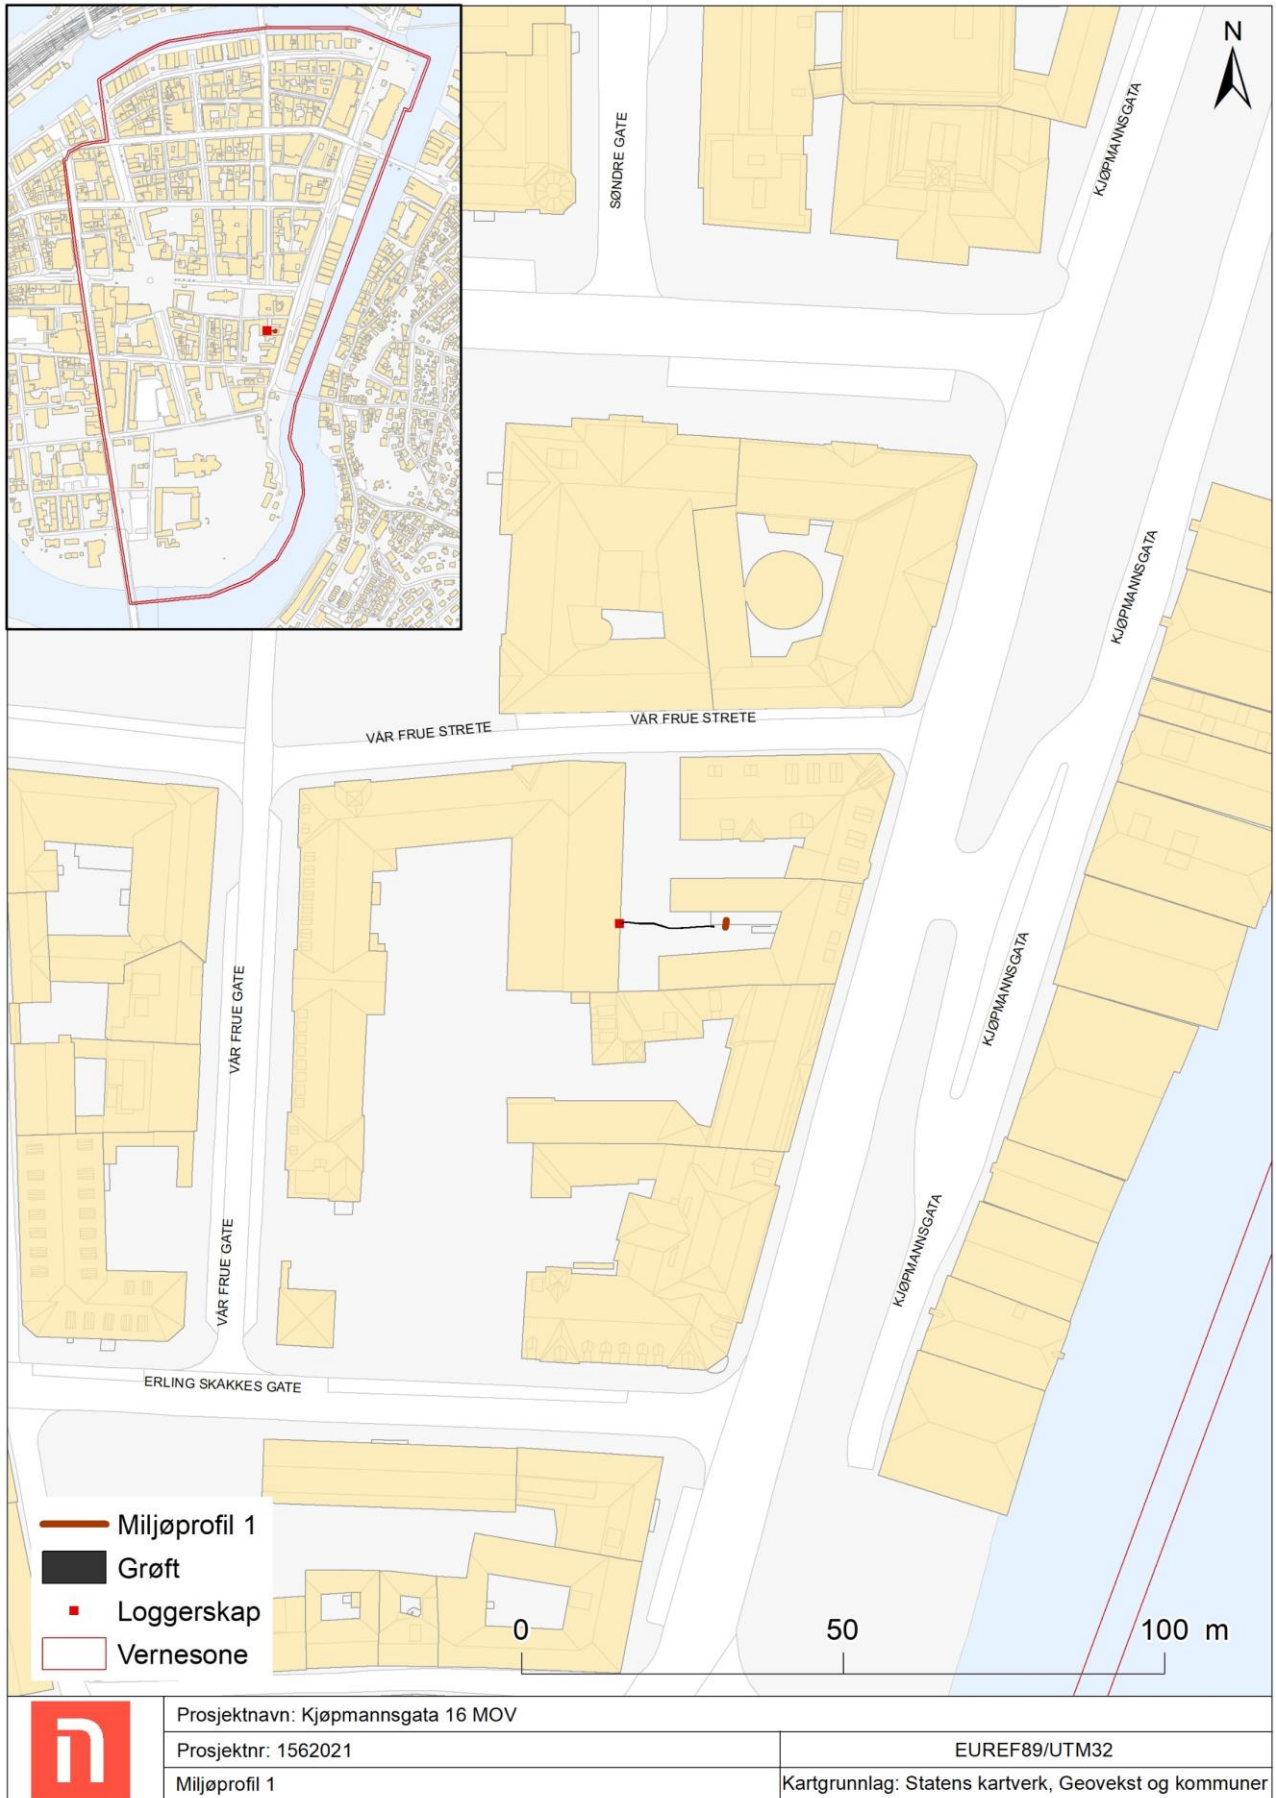 N
SØNDRE GATE
KJØPMANNSGATA
KJØPMANNSGATA
VÅR FRUE STRETE
VÅR FRUE STRETE
VÅR FRUE GATE
KJØPMANNSGATA
VÅR FRUE GATE
KJØPMANNSGATA
ERLING SKAKKES GATE
Miljøprofil 1
Grøft
Loggerskap
Vernesone
0 50 100 m
n
Prosjektnavn: Kjøpmannsgata 16 MOV
Prosjektnr: 1562021
EUREF89/UTM32
Miljøprofil 1
Kartgrunnlag: Statens kartverk, Geovekst og kommuner